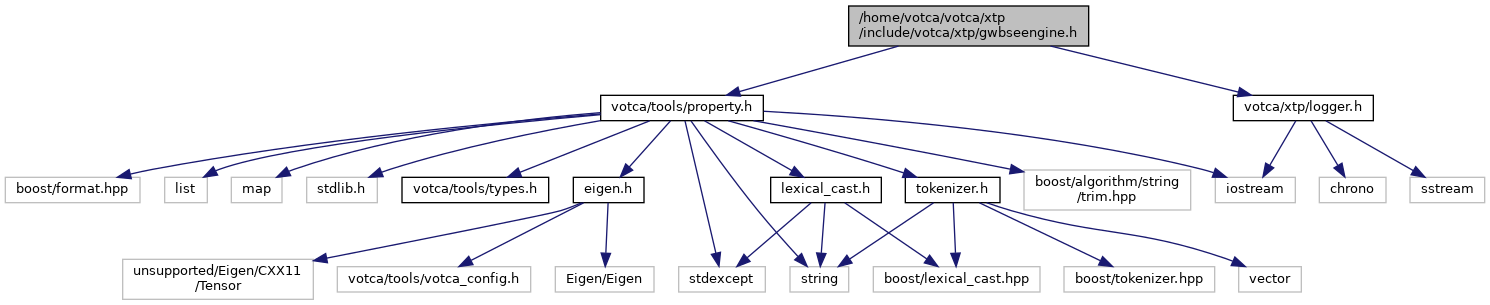 /home/votca/votca/xtp
/include/votca/xtp/gwbseengine.h
votca/tools/property.h
votca/xtp/logger.h
boost/format.hpp
list
map
stdlib.h
votca/tools/types.h
eigen.h
lexical_cast.h
tokenizer.h
boost/algorithm/string
/trim.hpp
iostream
chrono
sstream
unsupported/Eigen/CXX11
/Tensor
votca/tools/votca_config.h
Eigen/Eigen
stdexcept
string
boost/lexical_cast.hpp
boost/tokenizer.hpp
vector